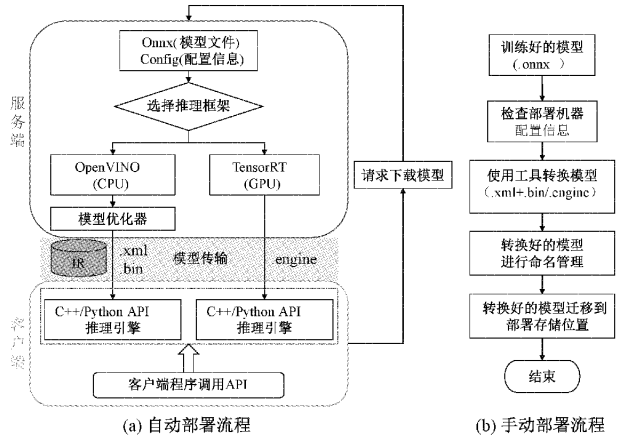 Onnx(模型文件)
Config(配置信息)
选择推理框架
服务端
OpenVINO
(CPU)
TensorRT
(GPU)
模型优化器
请求下载模型
IR
.xml
.bin
模型传输
engine
C++/Python API
推理引擎
C++/Python API
推理引擎
客户端
客户端程序调用API
(a) 自动部署流程
训练好的模型
(.onnx )
检查部署机器
配置信息
使用工具转换模型
(.xml+.bin/.engine)
转换好的模型
进行命名管理
转换好的模型迁移到
部署存储位置
结束
(b) 手动部署流程